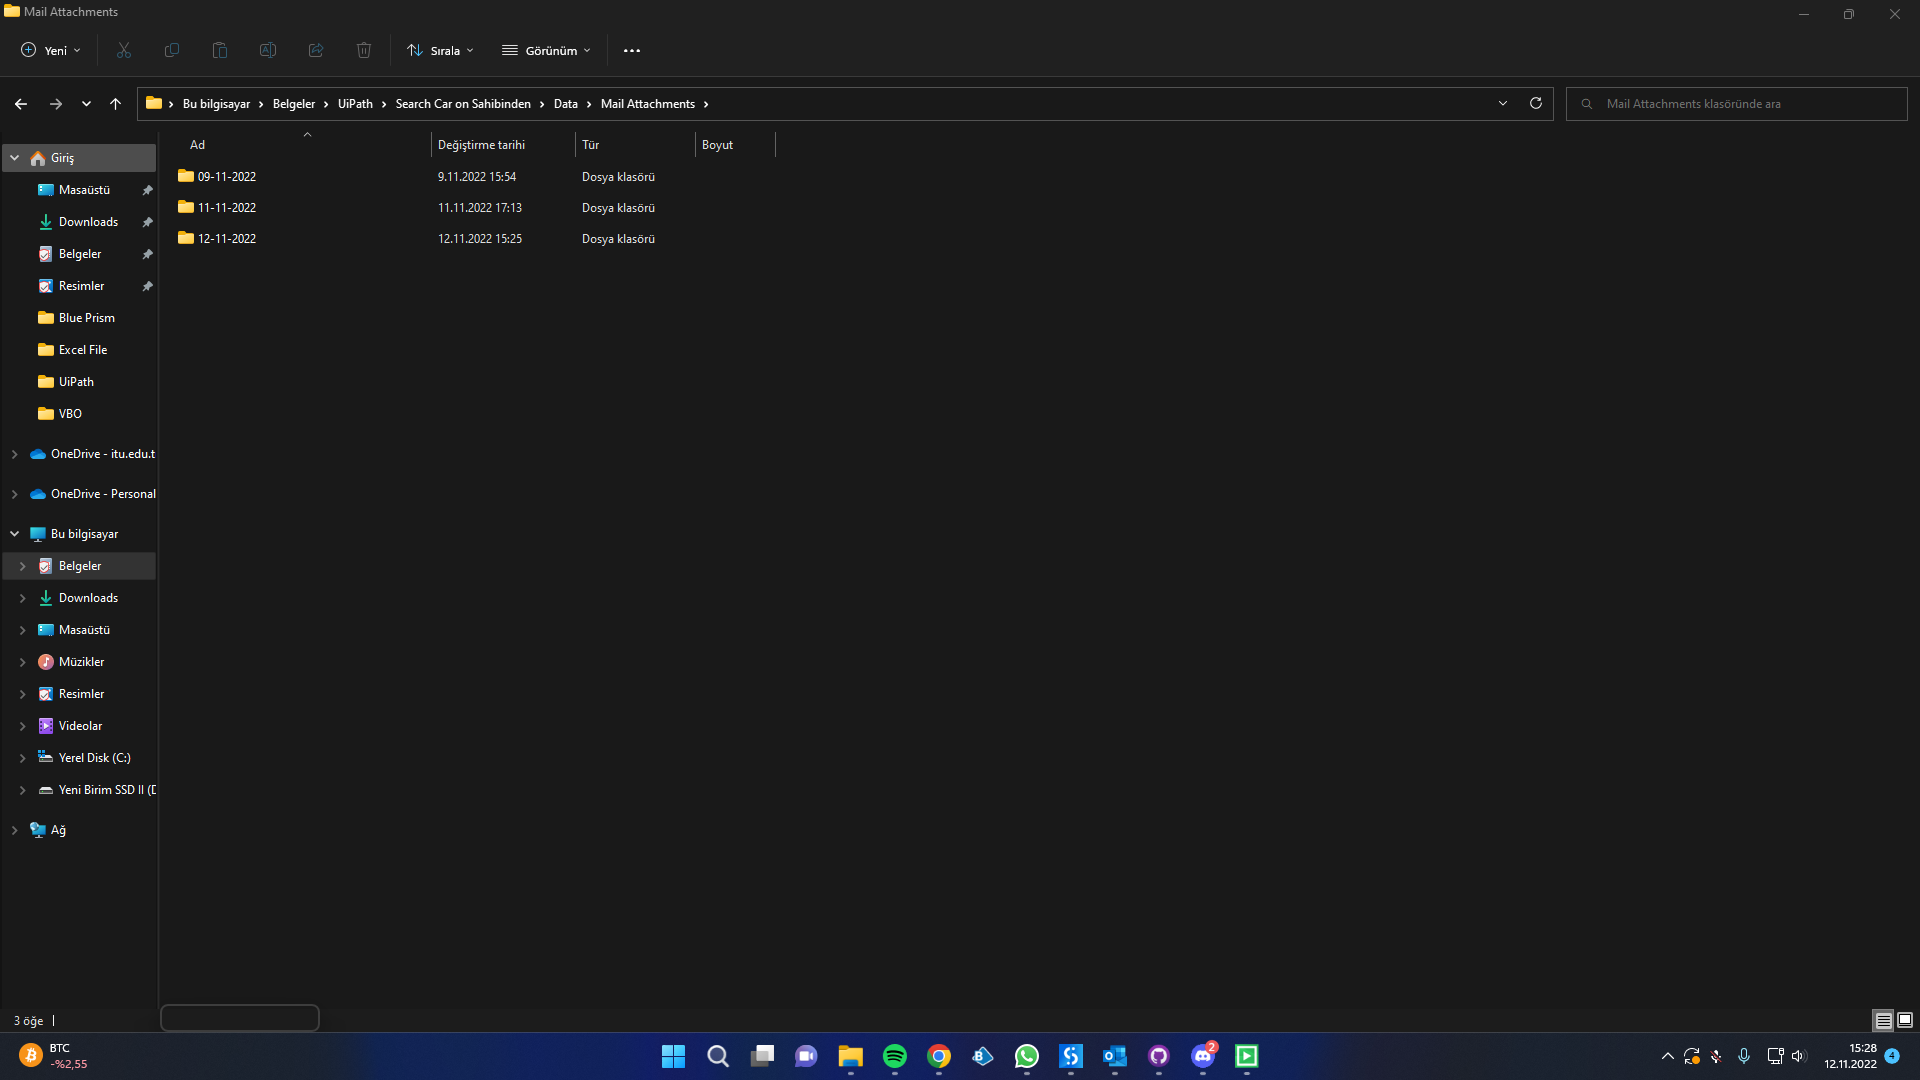 Mail Attachments
Yeni
Sırala
Görünüm
Bu bilgisayar
Belgeler
UiPath
Search Car on Sahibinden
Data
Mail Attachments
Mail Attachments klasöründe ara
Ad
Değiştirme tarihi
Tür
Boyut
09-11-2022
9.11.2022 15:54
Dosya klasörü
11-11-2022
11.11.2022 17:13
Dosya klasörü
12-11-2022
12.11.2022 15:25
Dosya klasörü
Giriş
Masaüstü
Downloads
Belgeler
Resimler
Blue Prism
Excel File
UiPath
VBO
OneDrive - itu.edu.t
OneDrive - Personal
Bu bilgisayar
Belgeler
Downloads
Masaüstü
Müzikler
Resimler
Videolar
Yerel Disk (C:)
Yeni Birim SSD II (D
Ağ
3 öğe
BTC
-%2,55
2
15:28
12.11.2022
4